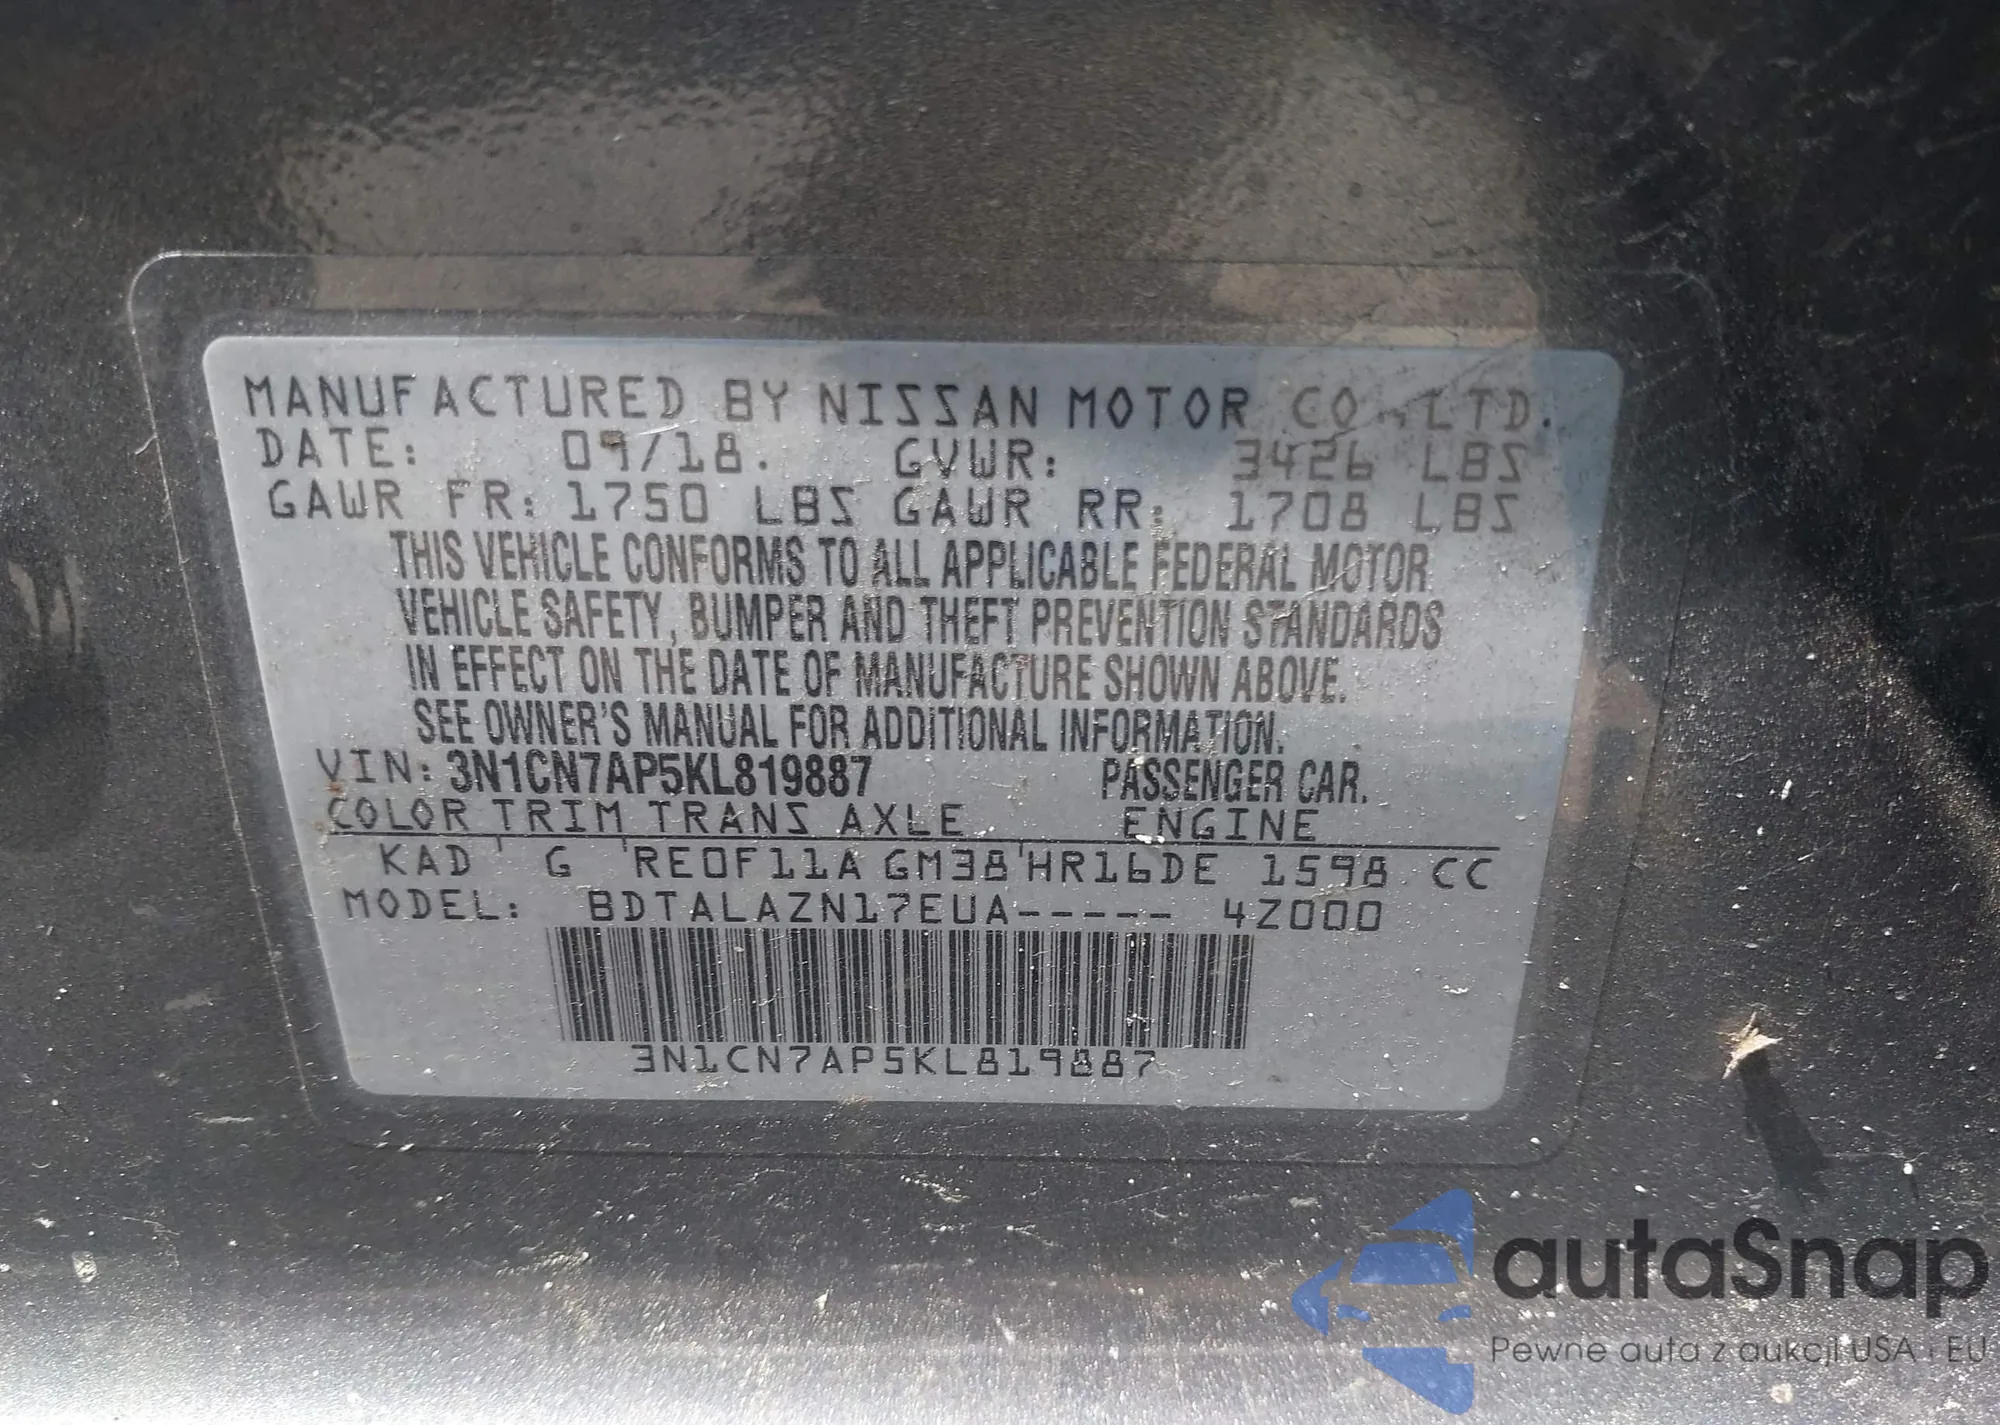 MANUFACTURED BY NISSAN MOTOR CO.,LTD.
DATE: 09/18. GVWR: 3426 LBS
GAWR FR: 1750 LBS GAWR RR: 1708 LBS
THIS VEHICLE CONFORMS TO ALL APPLICABLE FEDERAL MOTOR
VEHICLE SAFETY, BUMPER AND THEFT PREVENTION STANDARDS
IN EFFECT ON THE DATE OF MANUFACTURE SHOWN ABOVE.
SEE OWNER'S MANUAL FOR ADDITIONAL INFORMATION.
VIN: 3N1CN7AP5KL819887 PASSENGER CAR.
COLOR TRIM TRANS AXLE ENGINE
KAD G RE0F11A GM38 HR16DE 1598 CC
MODEL: BDTALAZN17EUA----- 4Z000
3N1CN7AP5KL819887
autaSnap
Pewne auta z aukcji USA i EU